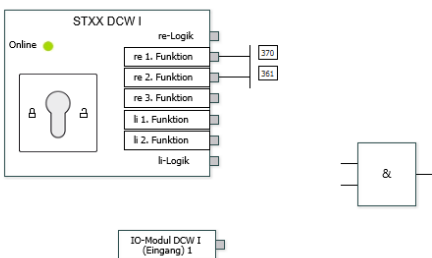 STXX DCW I
Online
re-Logik
re 1. Funktion
370
re 2. Funktion
361
re 3. Funktion
li 1. Funktion
li 2. Funktion
li-Logik
&
IO-Modul DCW I
(Eingang) 1